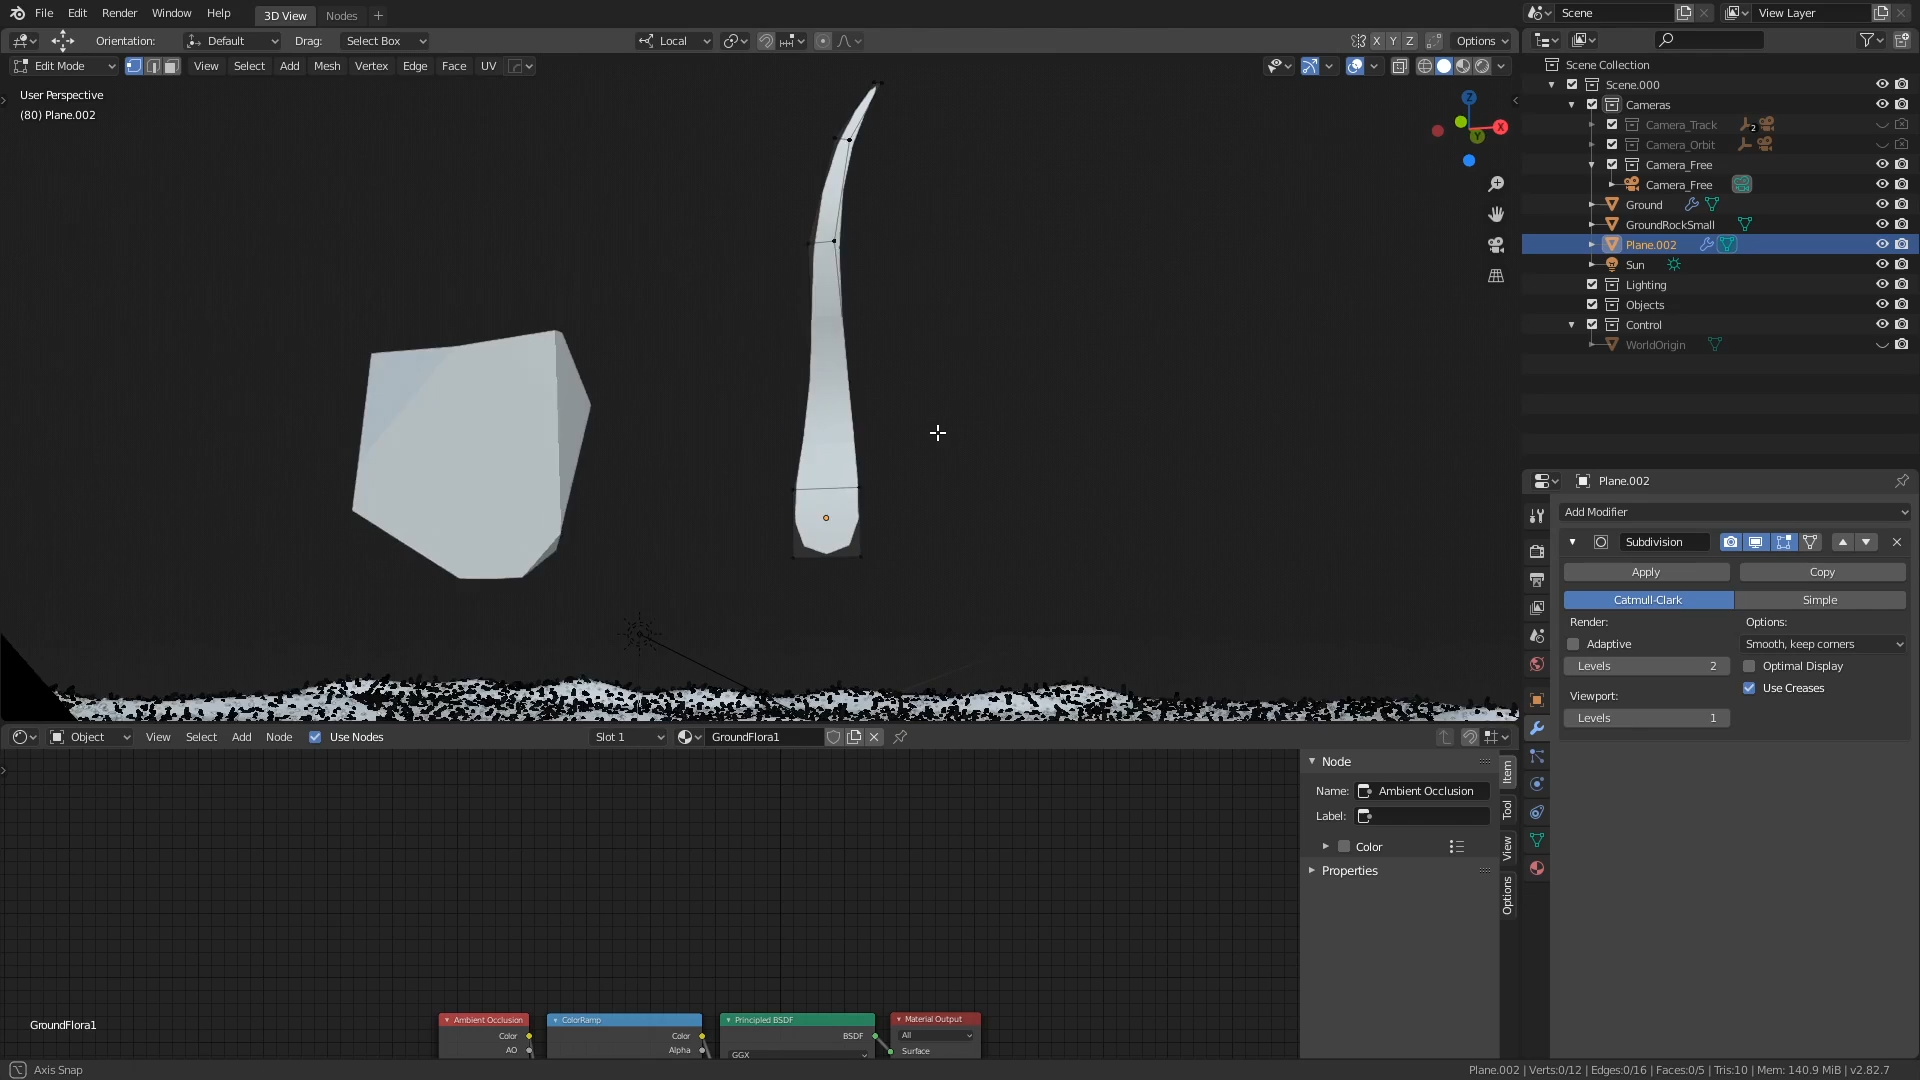 File Edit Render Window Help 3D View Nodes + Scene View Layer
Orientation: Default Drag: Select Box Local X Y Z Options
Edit Mode View Select Add Mesh Vertex Edge Face UV
User Perspective
(80) Plane.002
Z
X
Y
Scene Collection
Scene.000
Cameras
Camera_Track 2
Camera_Orbit
Camera_Free
Camera_Free
Ground
GroundRockSmall
Plane.002
Sun
Lighting
Objects
Control
WorldOrigin
Plane.002
Add Modifier
Subdivision
Apply Copy
Catmull-Clark Simple
Render: Options:
Adaptive Smooth, keep corners
Levels 2 Optimal Display
Viewport: Use Creases
Levels 1
Object View Select Add Node Use Nodes Slot 1 GroundFlora1
Node
Name: Ambient Occlusion
Label:
Color
Properties
Item
Tool
View
Options
Ambient Occlusion ColorRamp Principled BSDF Material Output
Color Color BSDF All
AO Alpha GGX Surface
GroundFlora1
Axis Snap
Plane.002 | Verts:0/12 | Edges:0/16 | Faces:0/5 | Tris:10 | Mem: 140.9 MiB | v2.82.7